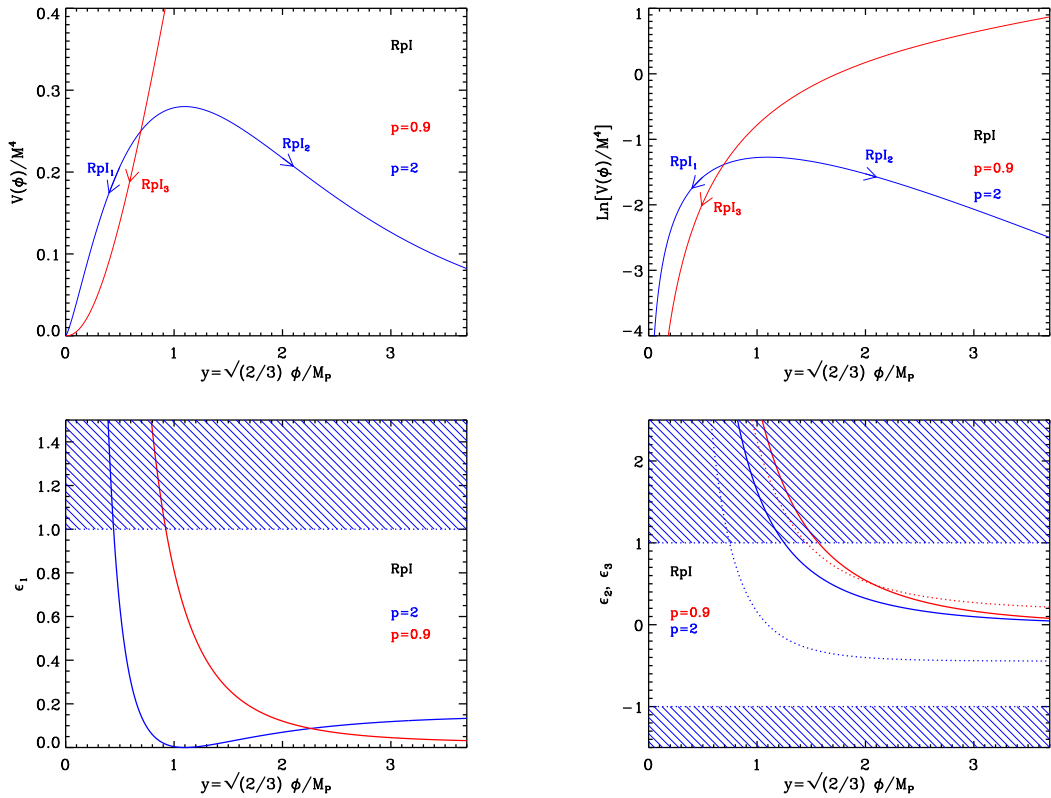 0.4
0.3
0.2
0.1
0.0
V(φ)/M⁴
RpI
p=0.9
p=2
RpI₁
RpI₂
RpI₃
0 1 2 3
y=√(2/3) φ/Mₚ
1
0
−1
−2
−3
−4
Ln[V(φ)/M⁴]
RpI
p=0.9
p=2
RpI₁
RpI₂
RpI₃
0 1 2 3
y=√(2/3) φ/Mₚ
1.4
1.2
1.0
0.8
0.6
0.4
0.2
0.0
ϵ₁
RpI
p=2
p=0.9
0 1 2 3
y=√(2/3) φ/Mₚ
2
1
0
−1
ϵ₂, ϵ₃
RpI
p=0.9
p=2
0 1 2 3
y=√(2/3) φ/Mₚ